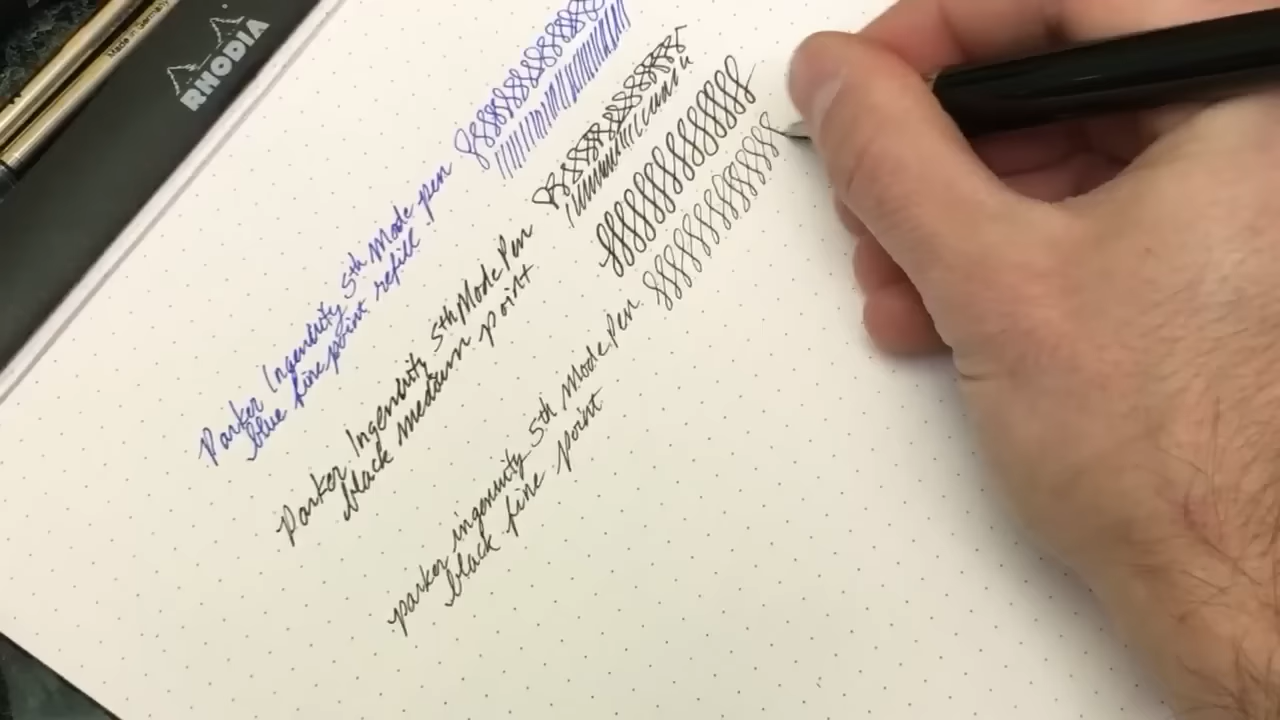 Made in Germany
RHODIA
Parker Ingenuity 5th Mode pen
blue fine point refill
Parker Ingenuity 5th Mode Pen
black medium point
parker ingenuity 5th Mode Pen
black fine point